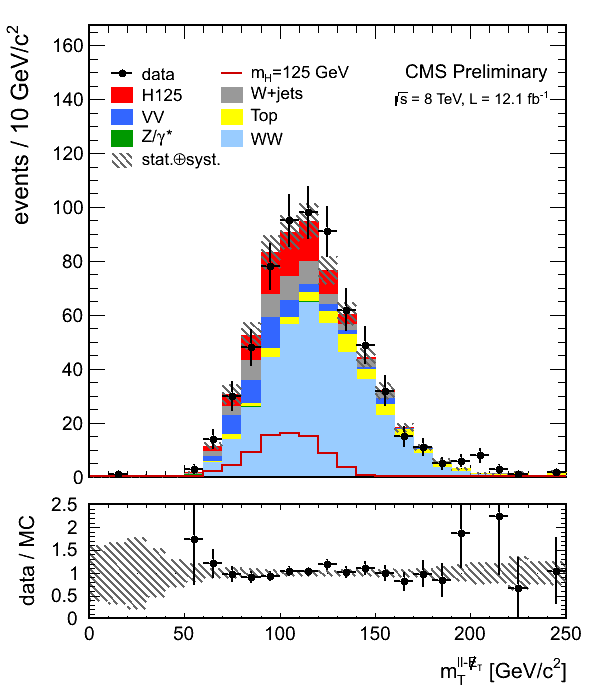 events / 10 GeV/c²
160
140
120
100
80
60
40
20
0
data
m_H=125 GeV
CMS Preliminary
H125
W+jets
√s = 8 TeV, L = 12.1 fb⁻¹
VV
Top
Z/γ*
WW
stat.⊕syst.
data / MC
2.5
2
1.5
1
0.5
0
0 50 100 150 200 250
m_T^{ll-E̸_T} [GeV/c²]